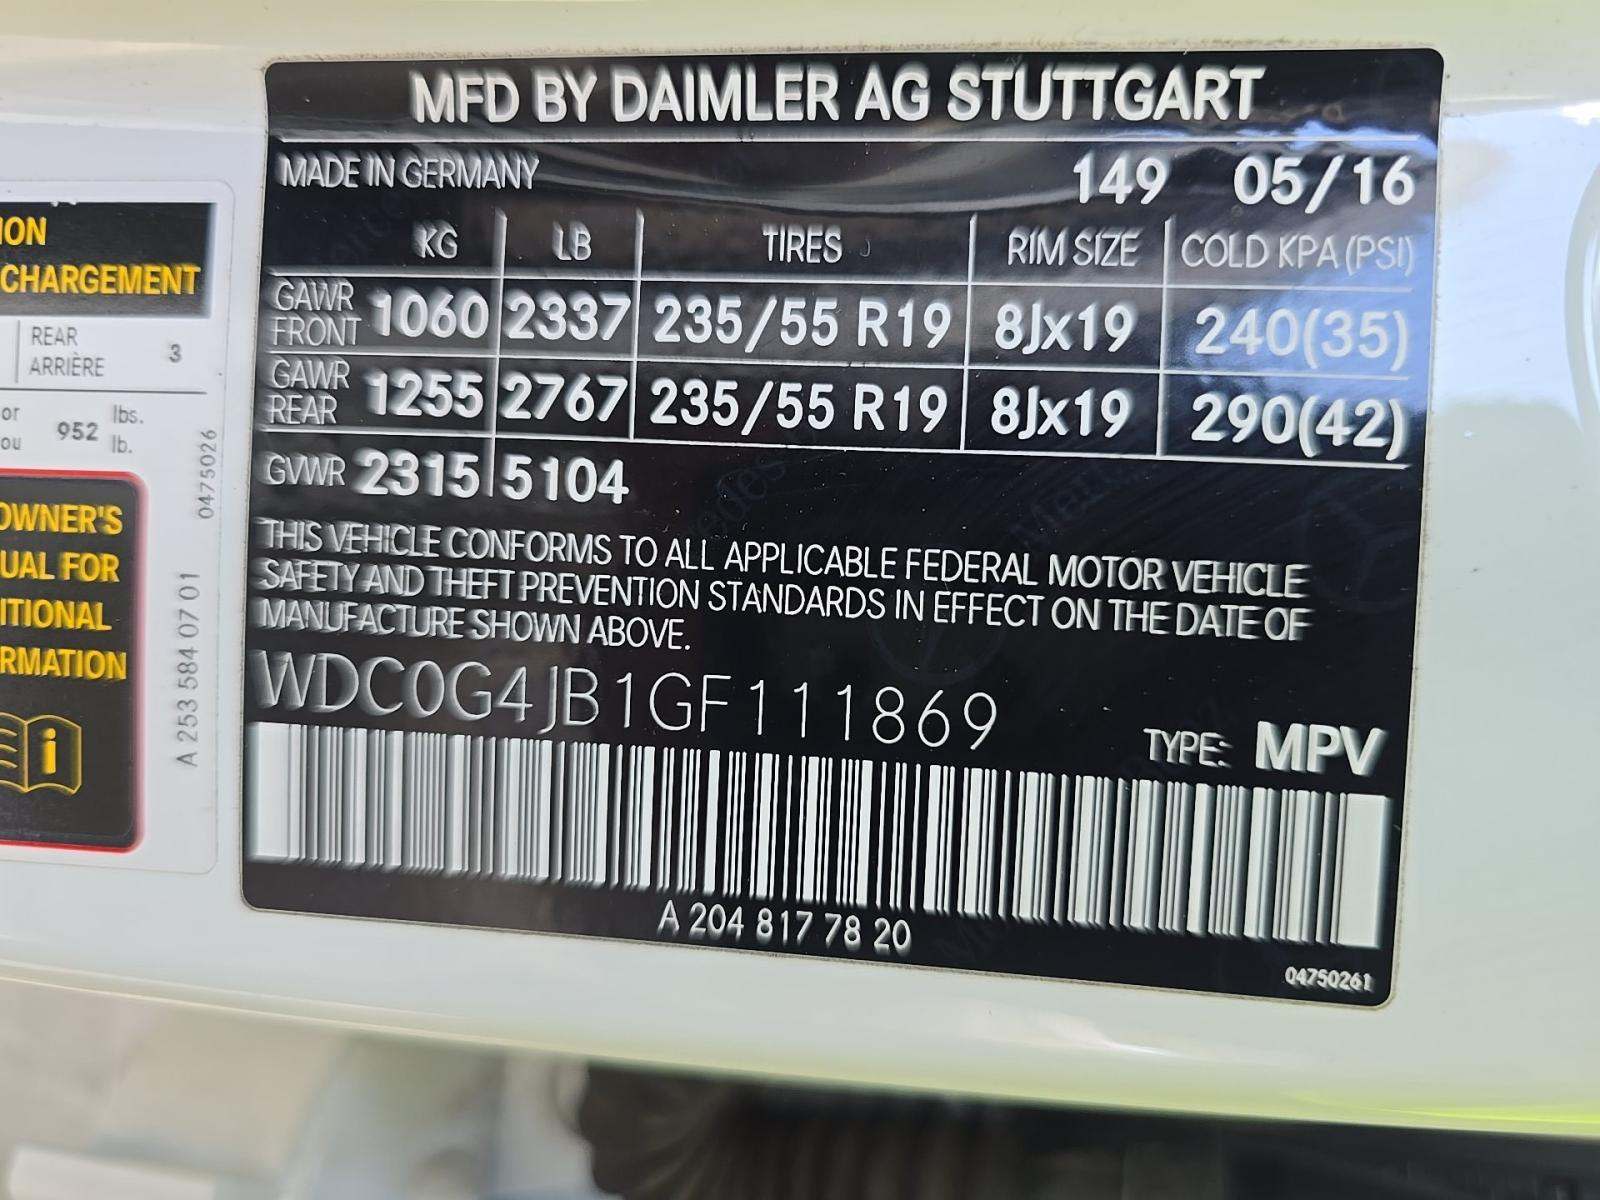 MFD BY DAIMLER AG STUTTGART
MADE IN GERMANY 149 05/16
KG LB TIRES RIM SIZE COLD KPA (PSI)
GAWR FRONT 1060 2337 235/55 R19 8Jx19 240(35)
GAWR REAR 1255 2767 235/55 R19 8Jx19 290(42)
GVWR 2315 5104
THIS VEHICLE CONFORMS TO ALL APPLICABLE FEDERAL MOTOR VEHICLE
SAFETY AND THEFT PREVENTION STANDARDS IN EFFECT ON THE DATE OF
MANUFACTURE SHOWN ABOVE.
WDC0G4JB1GF111869
TYPE: MPV
A 204 817 78 20
04750261
ION
CHARGEMENT
REAR
ARRIÈRE
3
or
ou
952
lbs.
lb.
0475026
OWNER'S
UAL FOR
ITIONAL
RMATION
A 253 584 07 01